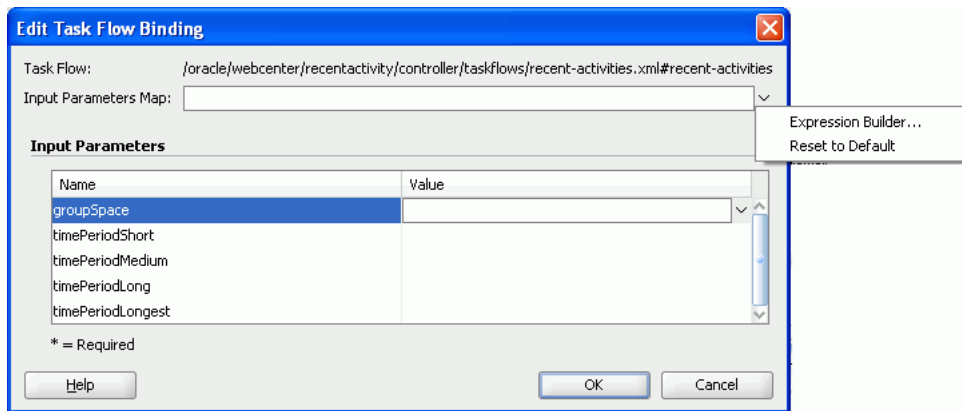 Edit Task Flow Binding
Task Flow: /oracle/webcenter/recentactivity/controller/taskflows/recent-activities.xml#recent-activities
Input Parameters Map:
Expression Builder...
Reset to Default
Input Parameters
Name Value
groupSpace
timePeriodShort
timePeriodMedium
timePeriodLong
timePeriodLongest
* = Required
Help OK Cancel